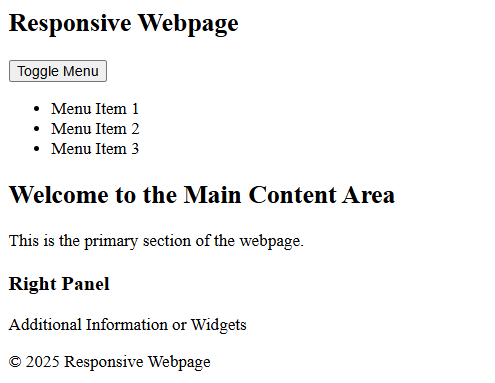 Responsive Webpage
Toggle Menu
• Menu Item 1
• Menu Item 2
• Menu Item 3
Welcome to the Main Content Area
This is the primary section of the webpage.
Right Panel
Additional Information or Widgets
© 2025 Responsive Webpage